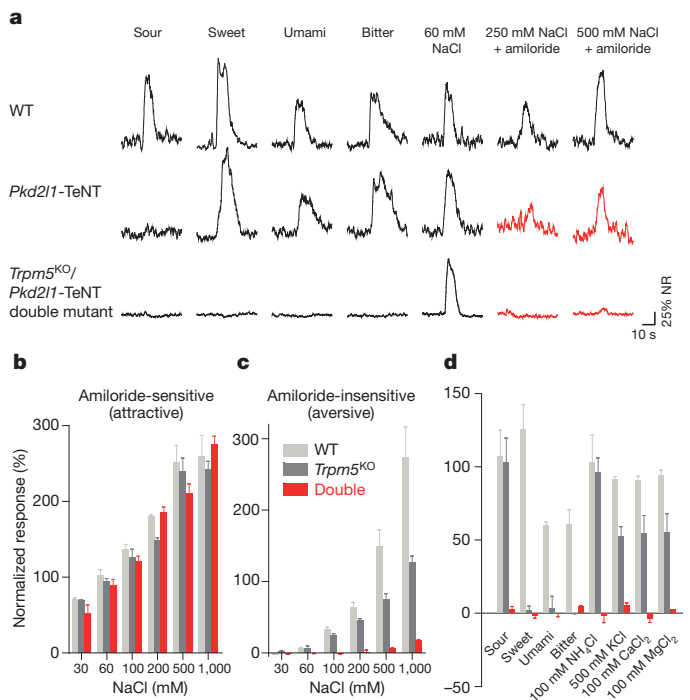 a
Sour Sweet Umami Bitter 60 mM NaCl 250 mM NaCl + amiloride 500 mM NaCl + amiloride
WT
Pkd2l1-TeNT
Trpm5KO/
Pkd2l1-TeNT
double mutant
25% NR
10 s
b
Amiloride-sensitive
(attractive)
Normalized response (%)
300
200
100
0
30 60 100 200 500 1,000
NaCl (mM)
c
Amiloride-insensitive
(aversive)
WT
Trpm5KO
Double
300
200
100
0
30 60 100 200 500 1,000
NaCl (mM)
d
150
100
50
0
−50
Sour
Sweet
Umami
Bitter
100 mM NH4Cl
500 mM KCl
100 mM CaCl2
100 mM MgCl2